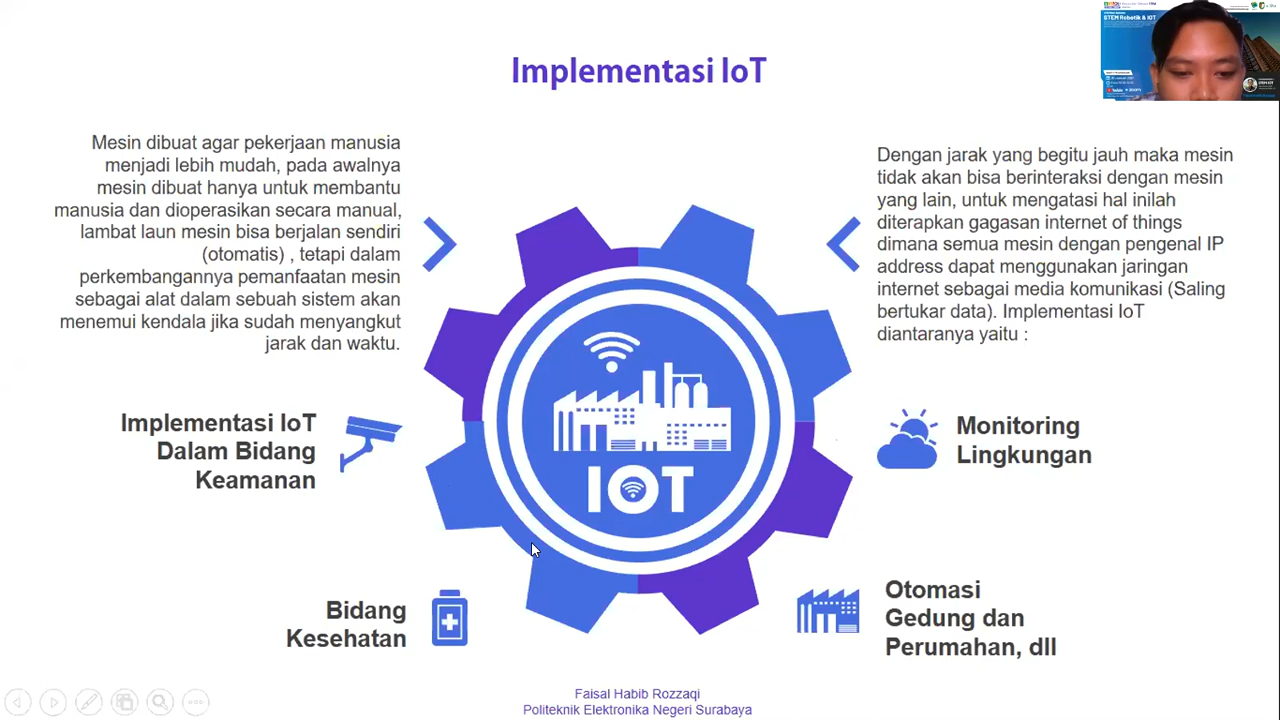 STEM Robotik & IOT
Implementasi IoT
Mesin dibuat agar pekerjaan manusia
menjadi lebih mudah, pada awalnya
mesin dibuat hanya untuk membantu
manusia dan dioperasikan secara manual,
lambat laun mesin bisa berjalan sendiri
(otomatis) , tetapi dalam
perkembangannya pemanfaatan mesin
sebagai alat dalam sebuah sistem akan
menemui kendala jika sudah menyangkut
jarak dan waktu.
Dengan jarak yang begitu jauh maka mesin
tidak akan bisa berinteraksi dengan mesin
yang lain, untuk mengatasi hal inilah
diterapkan gagasan internet of things
dimana semua mesin dengan pengenal IP
address dapat menggunakan jaringan
internet sebagai media komunikasi (Saling
bertukar data). Implementasi IoT
diantaranya yaitu :
Implementasi IoT
Dalam Bidang
Keamanan
IOT
Monitoring
Lingkungan
Bidang
Kesehatan
Otomasi
Gedung dan
Perumahan, dll
Faisal Habib Rozzaqi
Politeknik Elektronika Negeri Surabaya